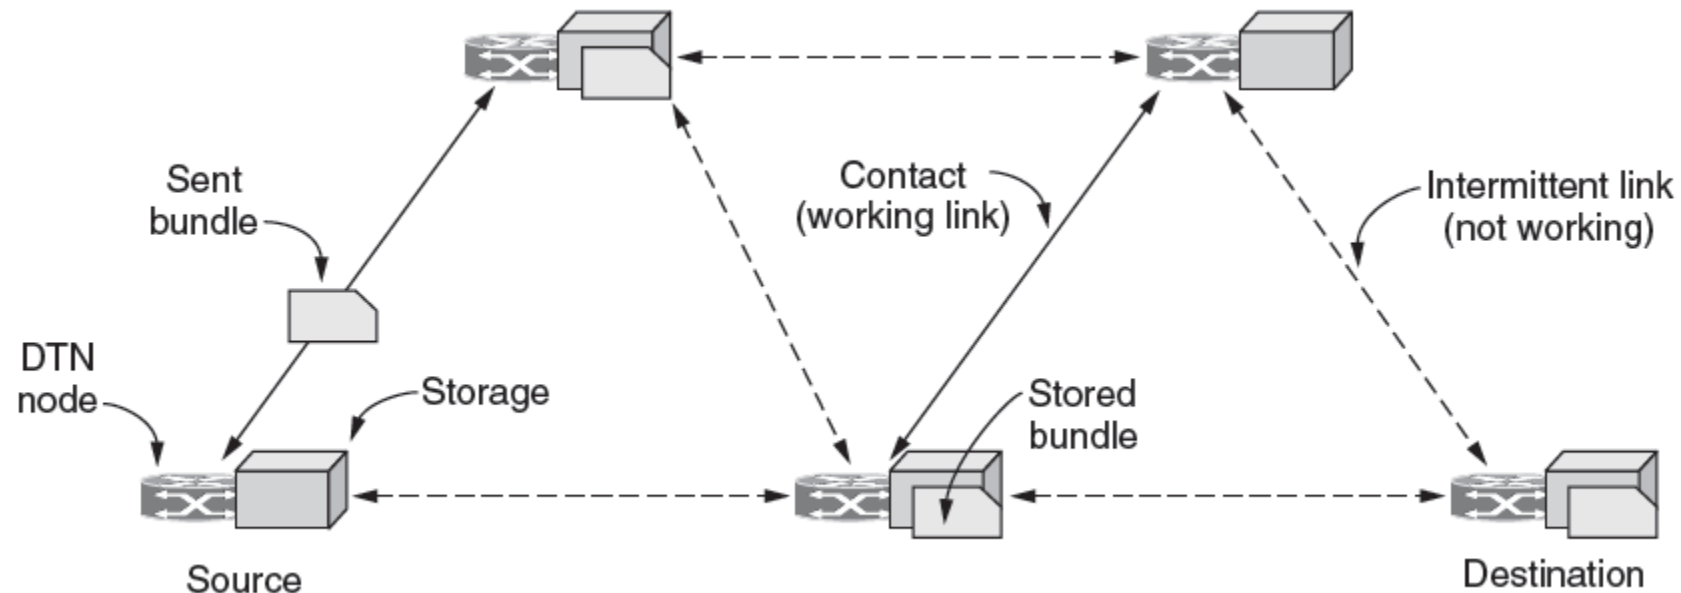 Sent
bundle
Contact
(working link)
Intermittent link
(not working)
DTN
node
Storage
Stored
bundle
Source
Destination